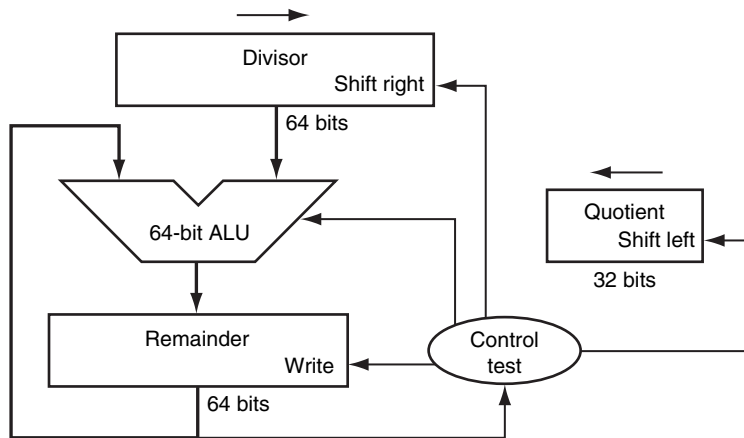 Divisor
Shift right
64 bits
64-bit ALU
Quotient
Shift left
32 bits
Remainder
Write
Control
test
64 bits